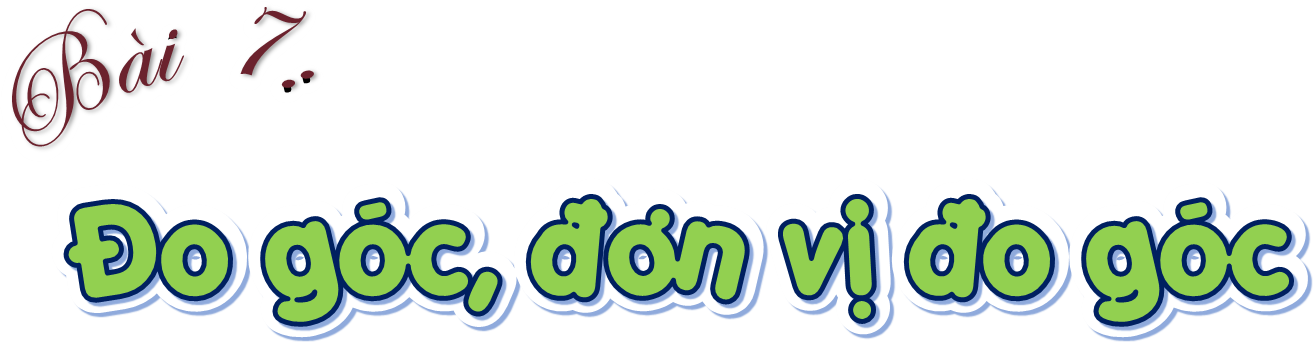 Bài 7..
Đo góc, đơn vị đo góc